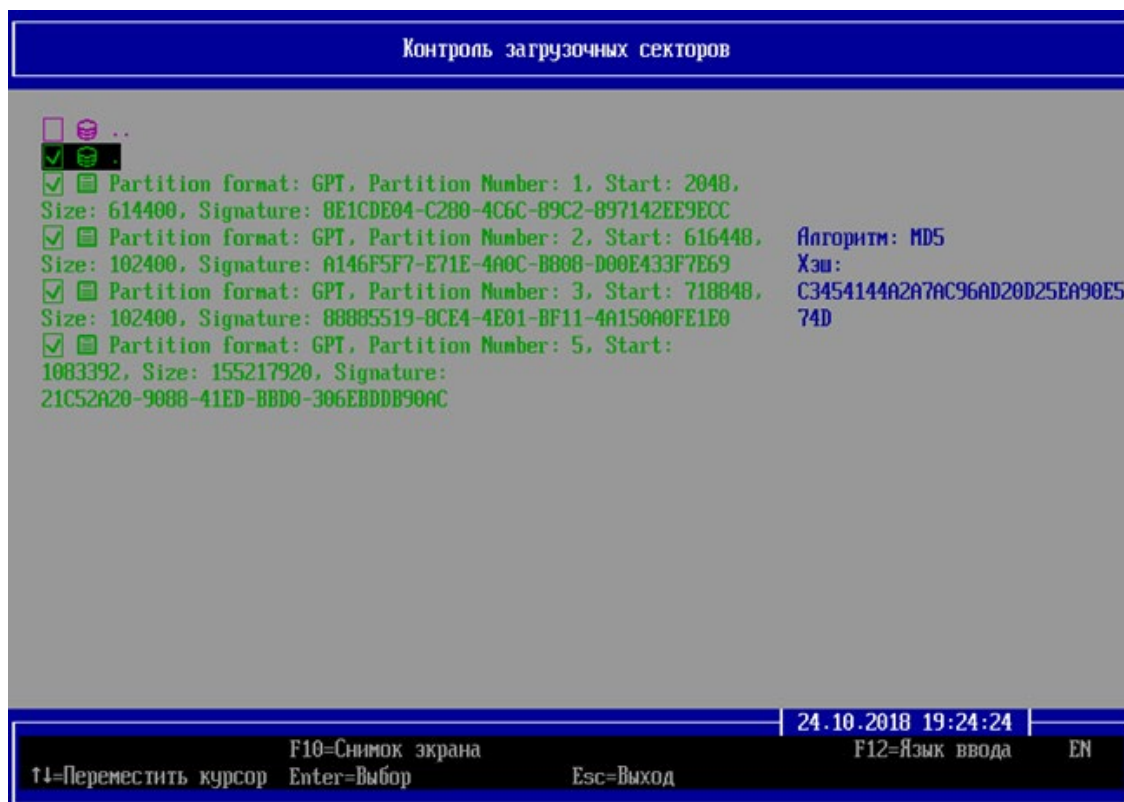 Контроль загрузочных секторов
..
.
Partition format: GPT, Partition Number: 1, Start: 2048,
Size: 614400, Signature: 8E1CDE04-C280-4C6C-89C2-897142EE9ECC
Partition format: GPT, Partition Number: 2, Start: 616448,
Size: 102400, Signature: A146F5F7-E71E-4A0C-B808-D00E433F7E69
Partition format: GPT, Partition Number: 3, Start: 718848,
Size: 102400, Signature: 88885519-8CE4-4E01-BF11-4A150A0FE1E0
Partition format: GPT, Partition Number: 5, Start:
1083392, Size: 155217920, Signature:
21C52A20-9088-41ED-BBD0-306EBDDB90AC
Алгоритм: MD5
Хэш:
C3454144A2A7AC96AD20D25EA90E5
74D
24.10.2018 19:24:24
F10=Снимок экрана F12=Язык ввода EN
↑↓=Переместить курсор Enter=Выбор Esc=Выход